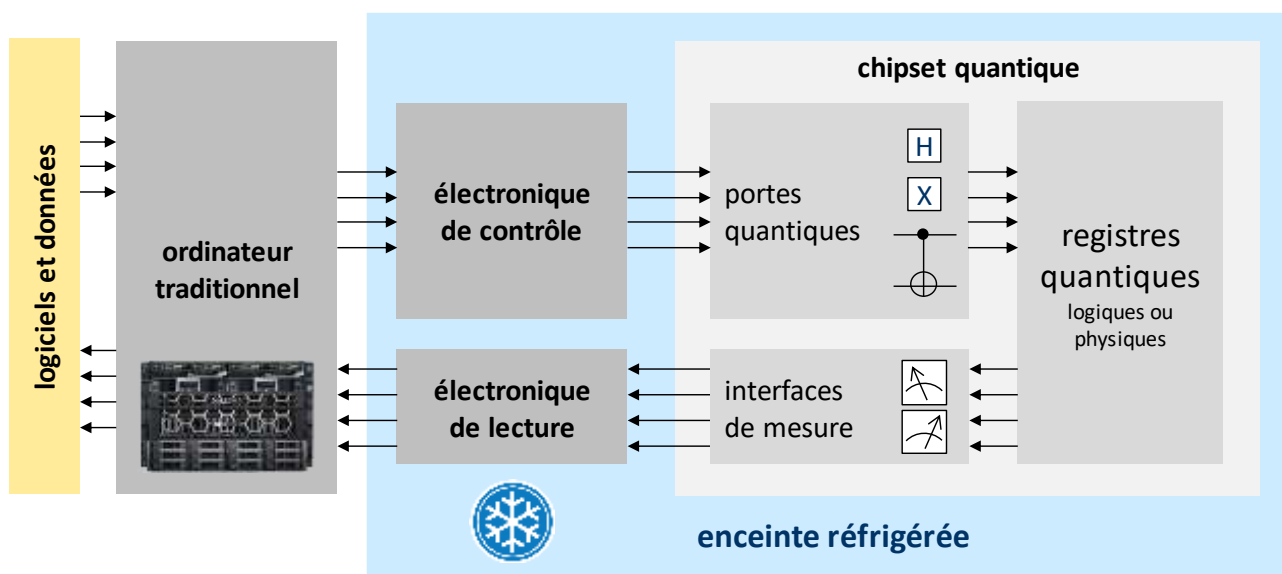 logiciels et données
ordinateur
traditionnel
électronique
de contrôle
électronique
de lecture
chipset quantique
portes
quantiques
H
X
interfaces
de mesure
registres
quantiques
logiques ou
physiques
enceinte réfrigérée